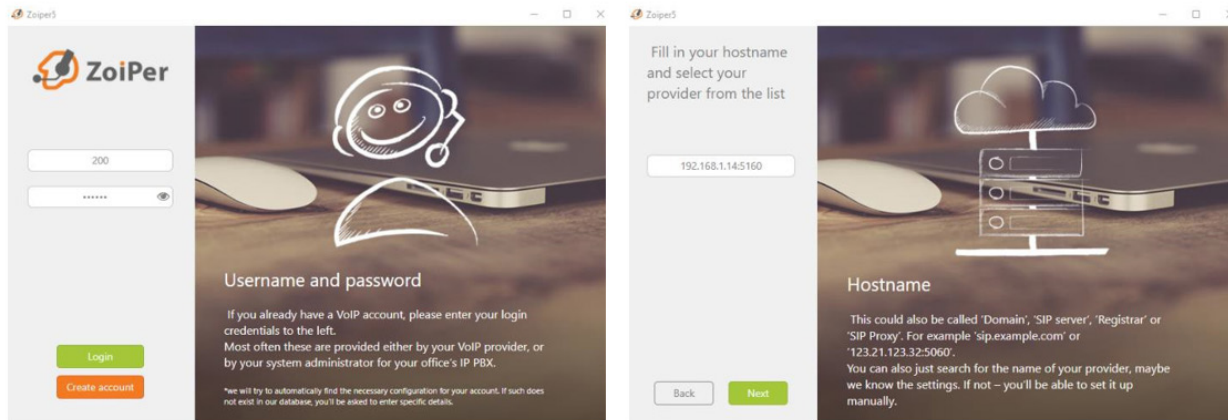 Zoiper5
ZoiPer
200
••••••
Login
Create account
Username and password
If you already have a VoIP account, please enter your login
credentials to the left.
Most often these are provided either by your VoIP provider, or
by your system administrator for your office's IP PBX.
*we will try to automatically find the necessary configuration for your account. If such does
not exist in our database, you'll be asked to enter specific details.
Zoiper5
Fill in your hostname
and select your
provider from the list
192.168.1.14:5160
Back
Next
Hostname
This could also be called 'Domain', 'SIP server', 'Registrar' or
'SIP Proxy'. For example 'sip.example.com' or
'123.21.123.32:5060'.
You can also just search for the name of your provider, maybe
we know the settings. If not – you'll be able to set it up
manually.